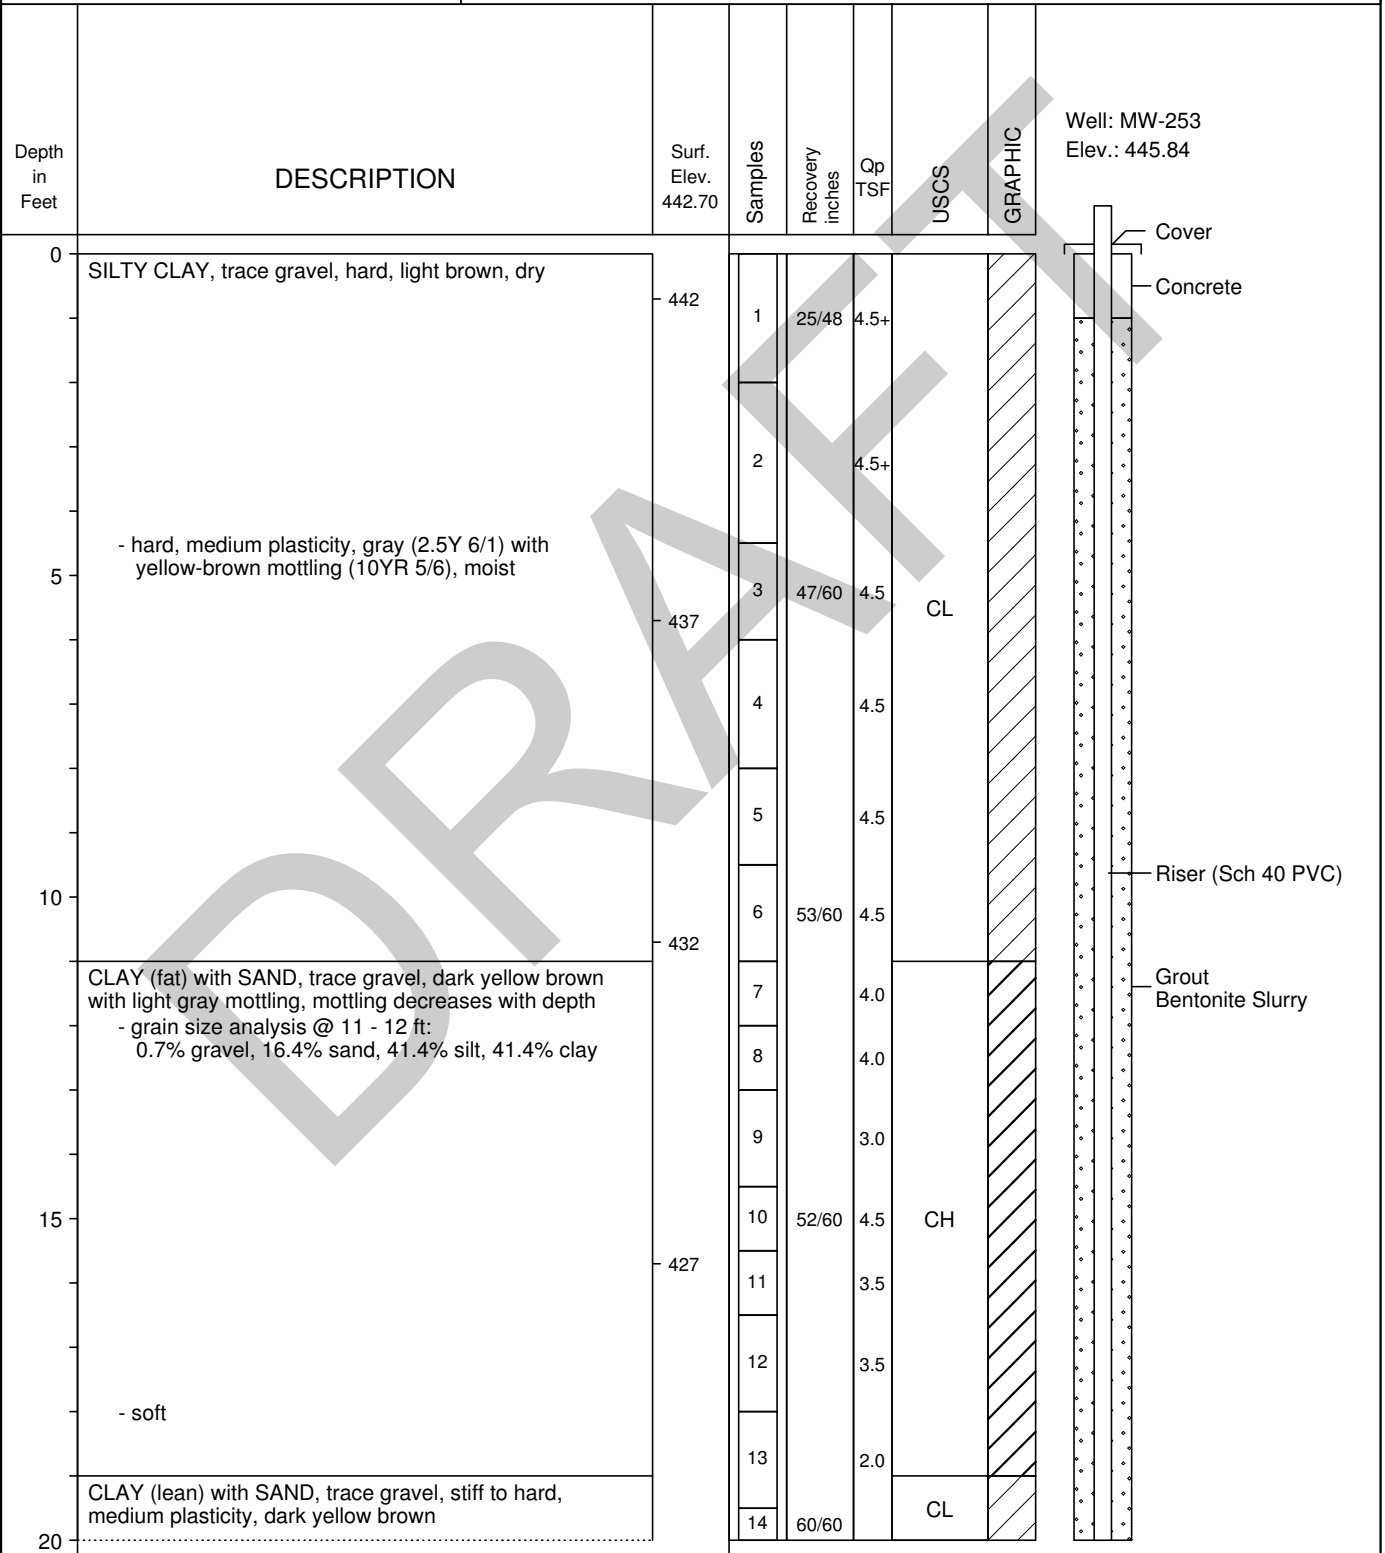 Depth
in
Feet
DESCRIPTION
Surf.
Elev.
442.70
Samples
Recovery
inches
Qp
TSF
USCS
GRAPHIC
Well: MW-253
Elev.: 445.84
Cover
Concrete
0
SILTY CLAY, trace gravel, hard, light brown, dry
442
1
25/48
4.5+
2
4.5+
- hard, medium plasticity, gray (2.5Y 6/1) with
yellow-brown mottling (10YR 5/6), moist
5
3
47/60
4.5
CL
437
4
4.5
5
4.5
Riser (Sch 40 PVC)
10
6
53/60
4.5
432
CLAY (fat) with SAND, trace gravel, dark yellow brown
with light gray mottling, mottling decreases with depth
- grain size analysis @ 11 - 12 ft:
0.7% gravel, 16.4% sand, 41.4% silt, 41.4% clay
7
4.0
Grout
Bentonite Slurry
8
4.0
9
3.0
15
10
52/60
4.5
CH
427
11
3.5
12
3.5
- soft
13
2.0
CLAY (lean) with SAND, trace gravel, stiff to hard,
medium plasticity, dark yellow brown
CL
14
60/60
20
DRAFT